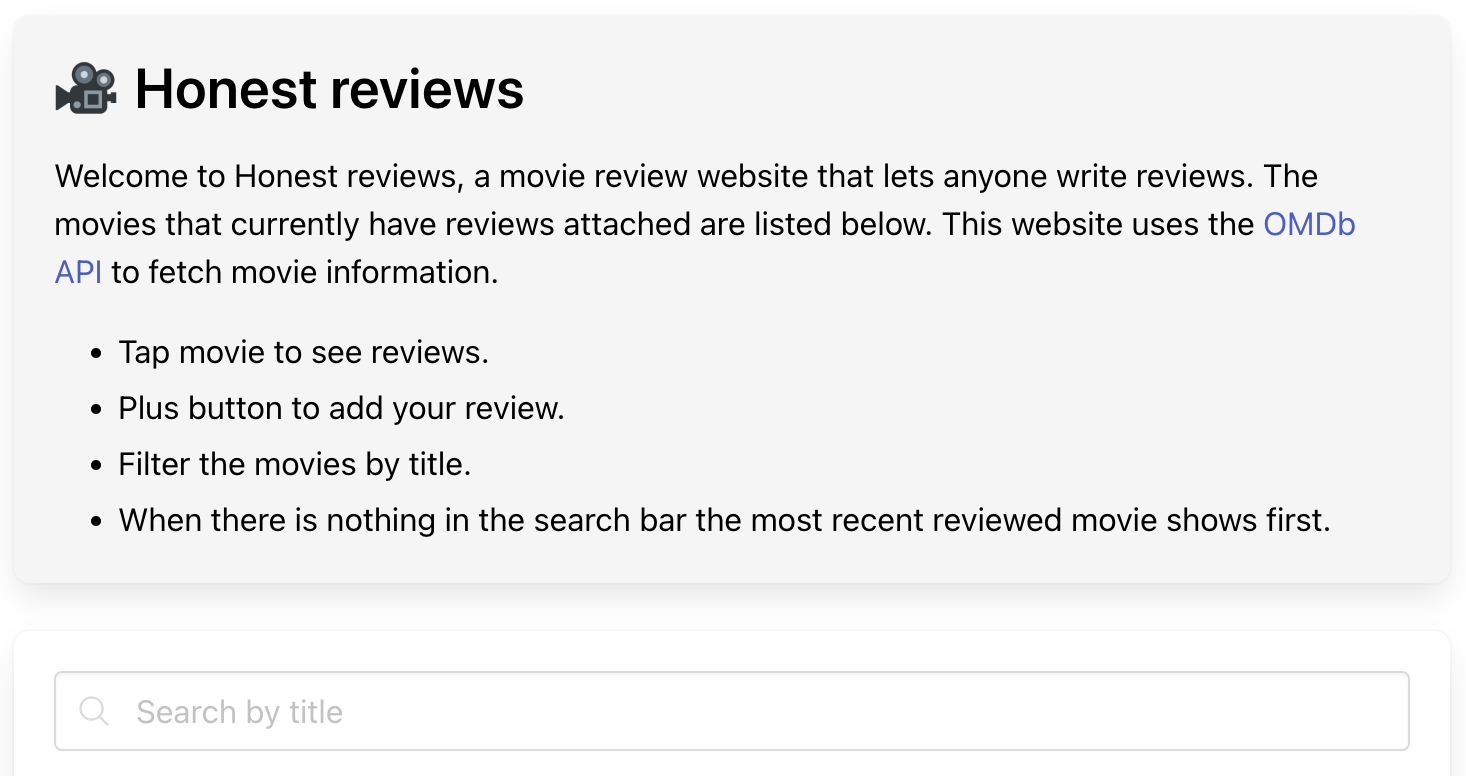 Honest reviews
Welcome to Honest reviews, a movie review website that lets anyone write reviews. The
movies that currently have reviews attached are listed below. This website uses the OMDb
API to fetch movie information.
• Tap movie to see reviews.
• Plus button to add your review.
• Filter the movies by title.
• When there is nothing in the search bar the most recent reviewed movie shows first.
Search by title